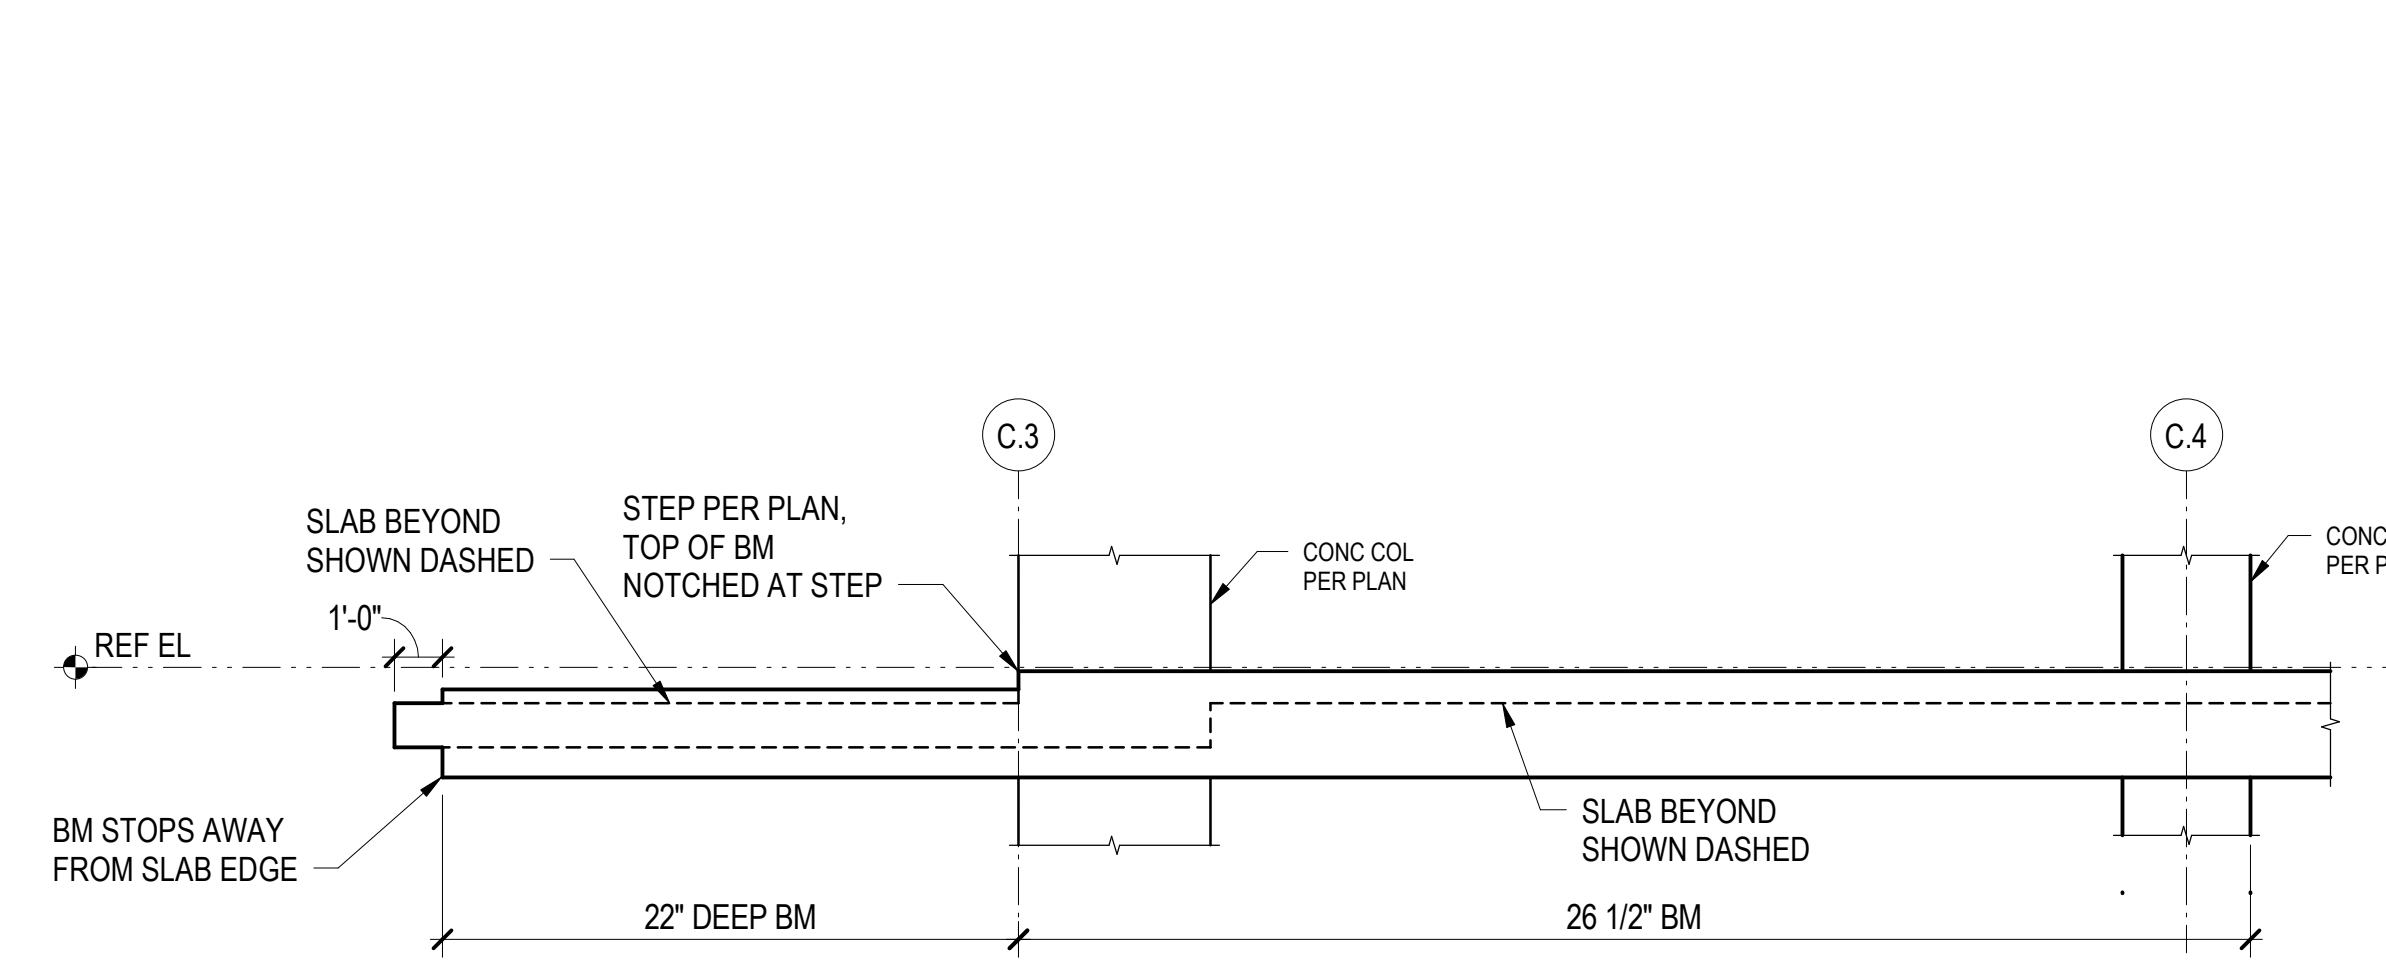 C.3
C.4
SLAB BEYOND
SHOWN DASHED
STEP PER PLAN,
TOP OF BM
NOTCHED AT STEP
CONC COL
PER PLAN
CONC
PER P
1'-0"
REF EL
BM STOPS AWAY
FROM SLAB EDGE
SLAB BEYOND
SHOWN DASHED
22" DEEP BM
26 1/2" BM